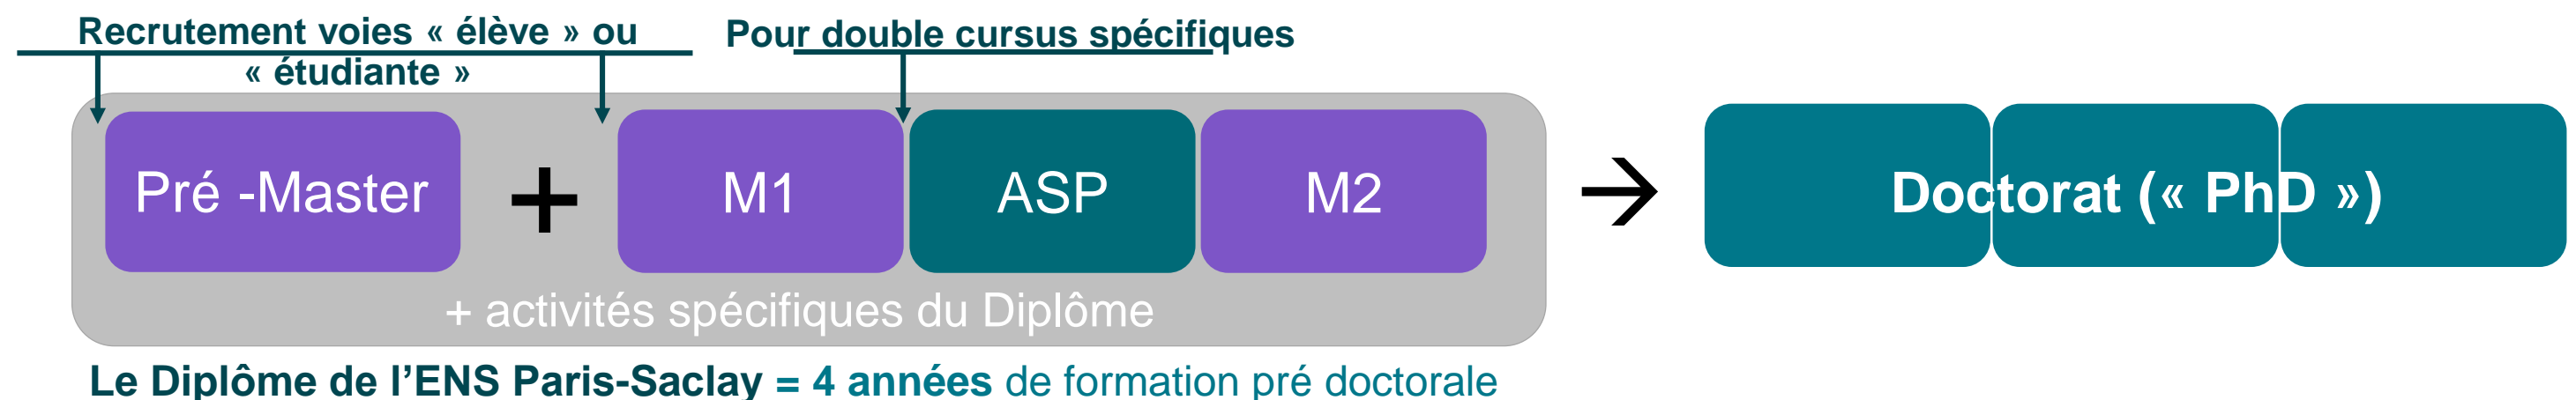 Recrutement voies « élève » ou
« étudiante »
Pour double cursus spécifiques
Pré -Master
+
M1
ASP
M2
→
Doctorat (« PhD »)
+ activités spécifiques du Diplôme
Le Diplôme de l’ENS Paris-Saclay = 4 années de formation pré doctorale